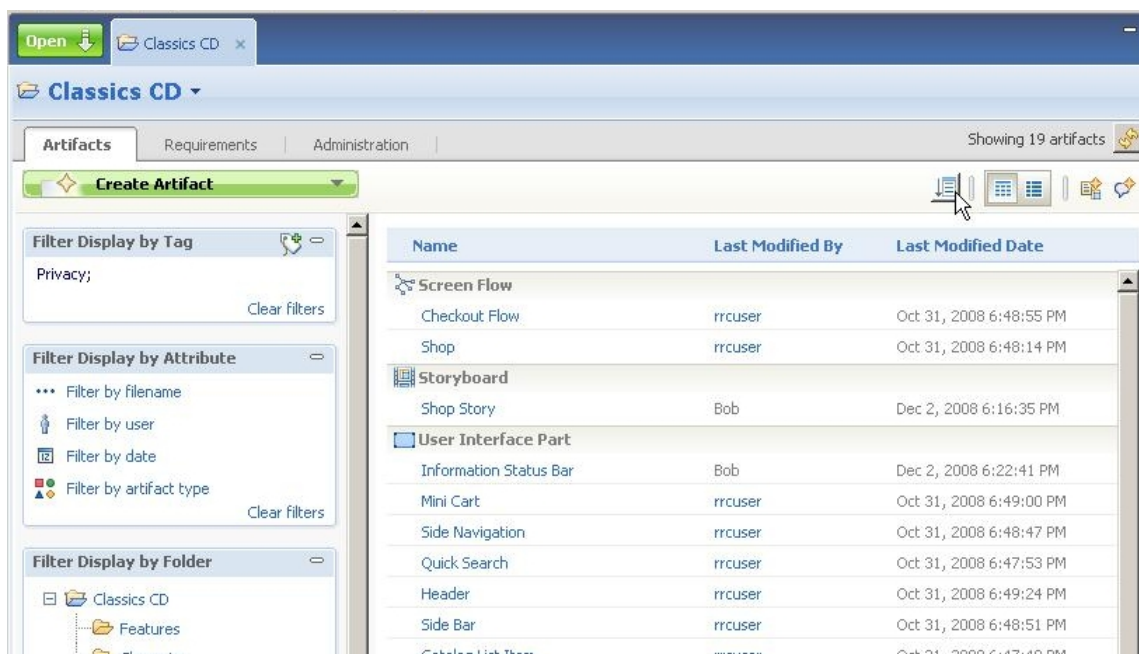 Open
Classics CD
Classics CD
Artifacts Requirements Administration
Showing 19 artifacts
Create Artifact
Filter Display by Tag
Privacy;
Clear filters
Filter Display by Attribute
Filter by filename
Filter by user
12
Filter by date
Filter by artifact type
Clear filters
Filter Display by Folder
Classics CD
Features
Name Last Modified By Last Modified Date
Screen Flow
Checkout Flow rrcuser Oct 31, 2008 6:48:55 PM
Shop rrcuser Oct 31, 2008 6:48:14 PM
Storyboard
Shop Story Bob Dec 2, 2008 6:16:35 PM
User Interface Part
Information Status Bar Bob Dec 2, 2008 6:22:41 PM
Mini Cart rrcuser Oct 31, 2008 6:49:00 PM
Side Navigation rrcuser Oct 31, 2008 6:48:47 PM
Quick Search rrcuser Oct 31, 2008 6:47:53 PM
Header rrcuser Oct 31, 2008 6:49:24 PM
Side Bar rrcuser Oct 31, 2008 6:48:51 PM
Catalog List Item